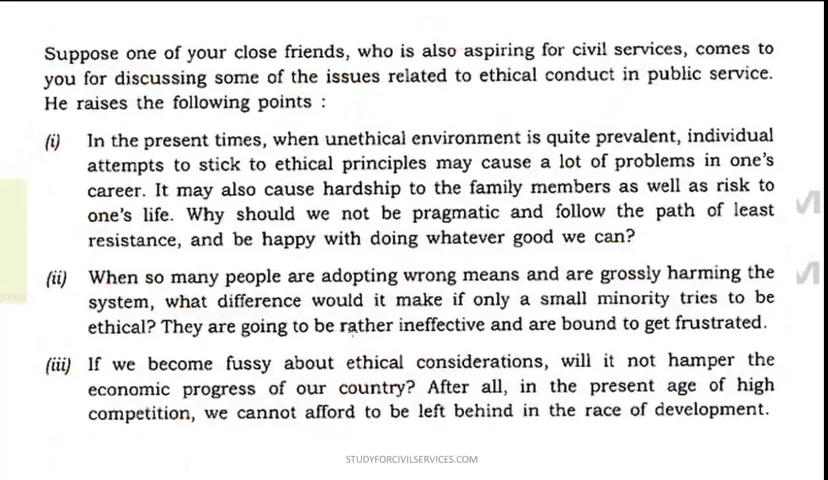 Suppose one of your close friends, who is also aspiring for civil services, comes to
you for discussing some of the issues related to ethical conduct in public service.
He raises the following points :
(i) In the present times, when unethical environment is quite prevalent, individual
attempts to stick to ethical principles may cause a lot of problems in one's
career. It may also cause hardship to the family members as well as risk to
one's life. Why should we not be pragmatic and follow the path of least
resistance, and be happy with doing whatever good we can?
(ii) When so many people are adopting wrong means and are grossly harming the
system, what difference would it make if only a small minority tries to be
ethical? They are going to be rather ineffective and are bound to get frustrated.
(iii) If we become fussy about ethical considerations, will it not hamper the
economic progress of our country? After all, in the present age of high
competition, we cannot afford to be left behind in the race of development.
STUDYFORCIVILSERVICES.COM